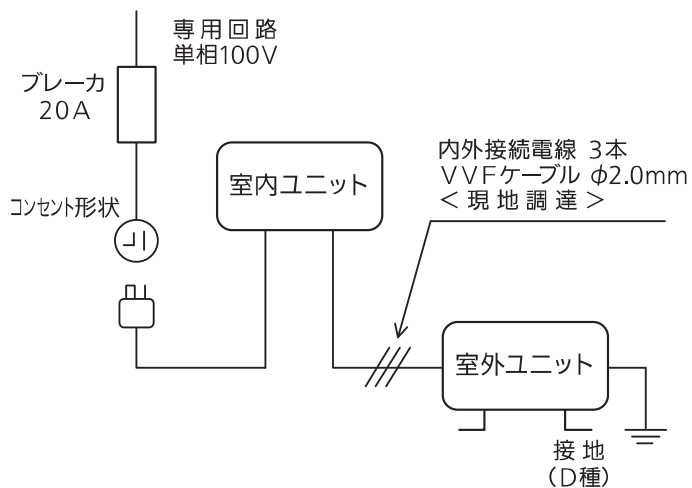 専用回路
単相100V
ブレーカ
20A
コンセント形状
室内ユニット
内外接続電線 3本
VVFケーブル φ2.0mm
<現地調達>
室外ユニット
接地
(D種)